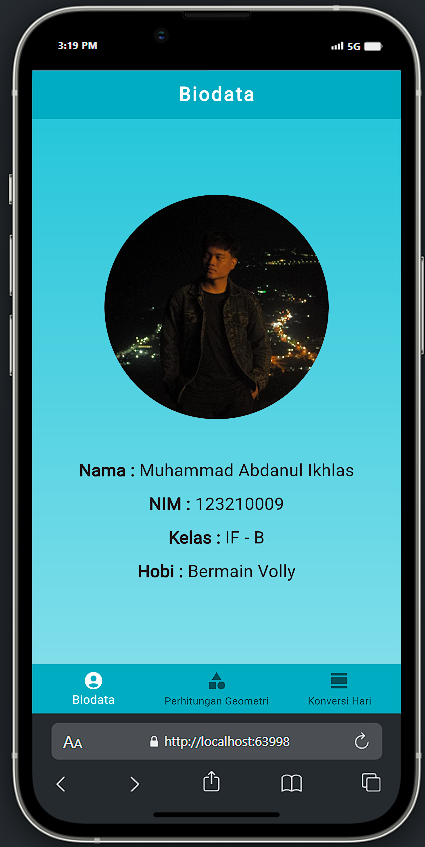 3:19 PM 5G
Biodata
Nama : Muhammad Abdanul Ikhlas
NIM : 123210009
Kelas : IF - B
Hobi : Bermain Volly
Biodata Perhitungan Geometri Konversi Hari
AA http://localhost:63998